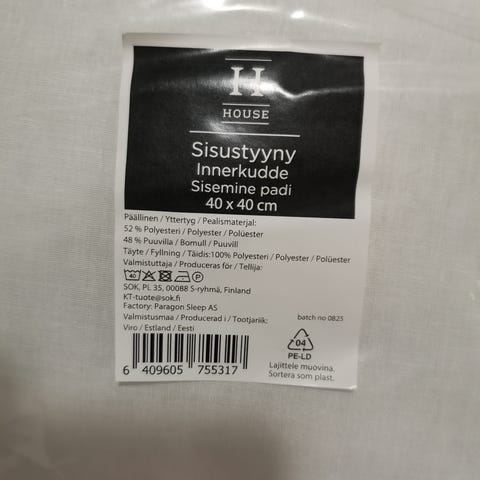 H
HOUSE
Sisustyyny
Innerkudde
Sisemine padi
40 x 40 cm
Päällinen / Yttertyg / Pealismaterjal:
52 % Polyesteri / Polyester / Polüester
48 % Puuvilla / Bomull / Puuvill
Täyte / Fyllning / Täidis:100% Polyesteri / Polyester / Polüester
Valmistuttaja / Produceras för / Tellija:
40
P
SOK, PL 35, 00088 S-ryhmä, Finland
KT-tuote@sok.fi
Factory: Paragon Sleep AS
batch no 0823
Valmistusmaa / Producerad i / Tootjariik:
Viro / Estland / Eesti
6 409605 755317
04
PE-LD
Lajittele muovina.
Sortera som plast.